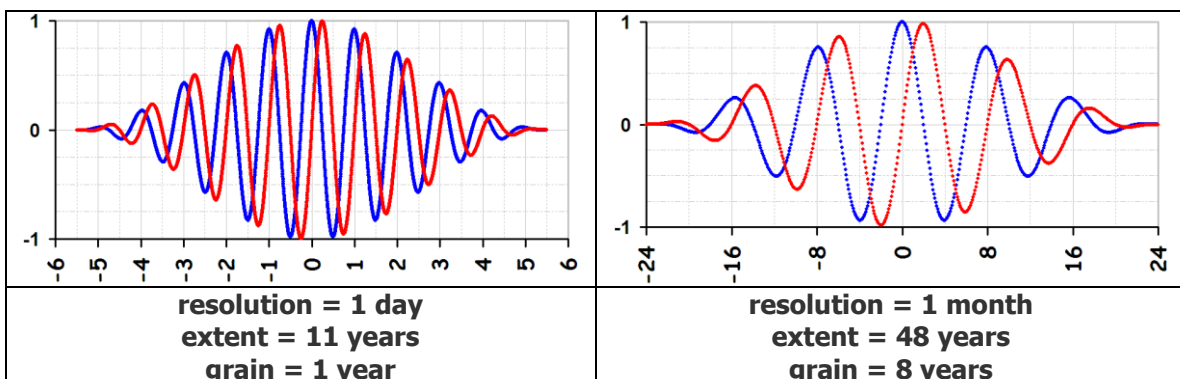 1
0
-1
-6 -5 -4 -3 -2 -1 0 1 2 3 4 5 6
resolution = 1 day
extent = 11 years
grain = 1 year
1
0
-1
-24 -16 -8 0 8 16 24
resolution = 1 month
extent = 48 years
grain = 8 years